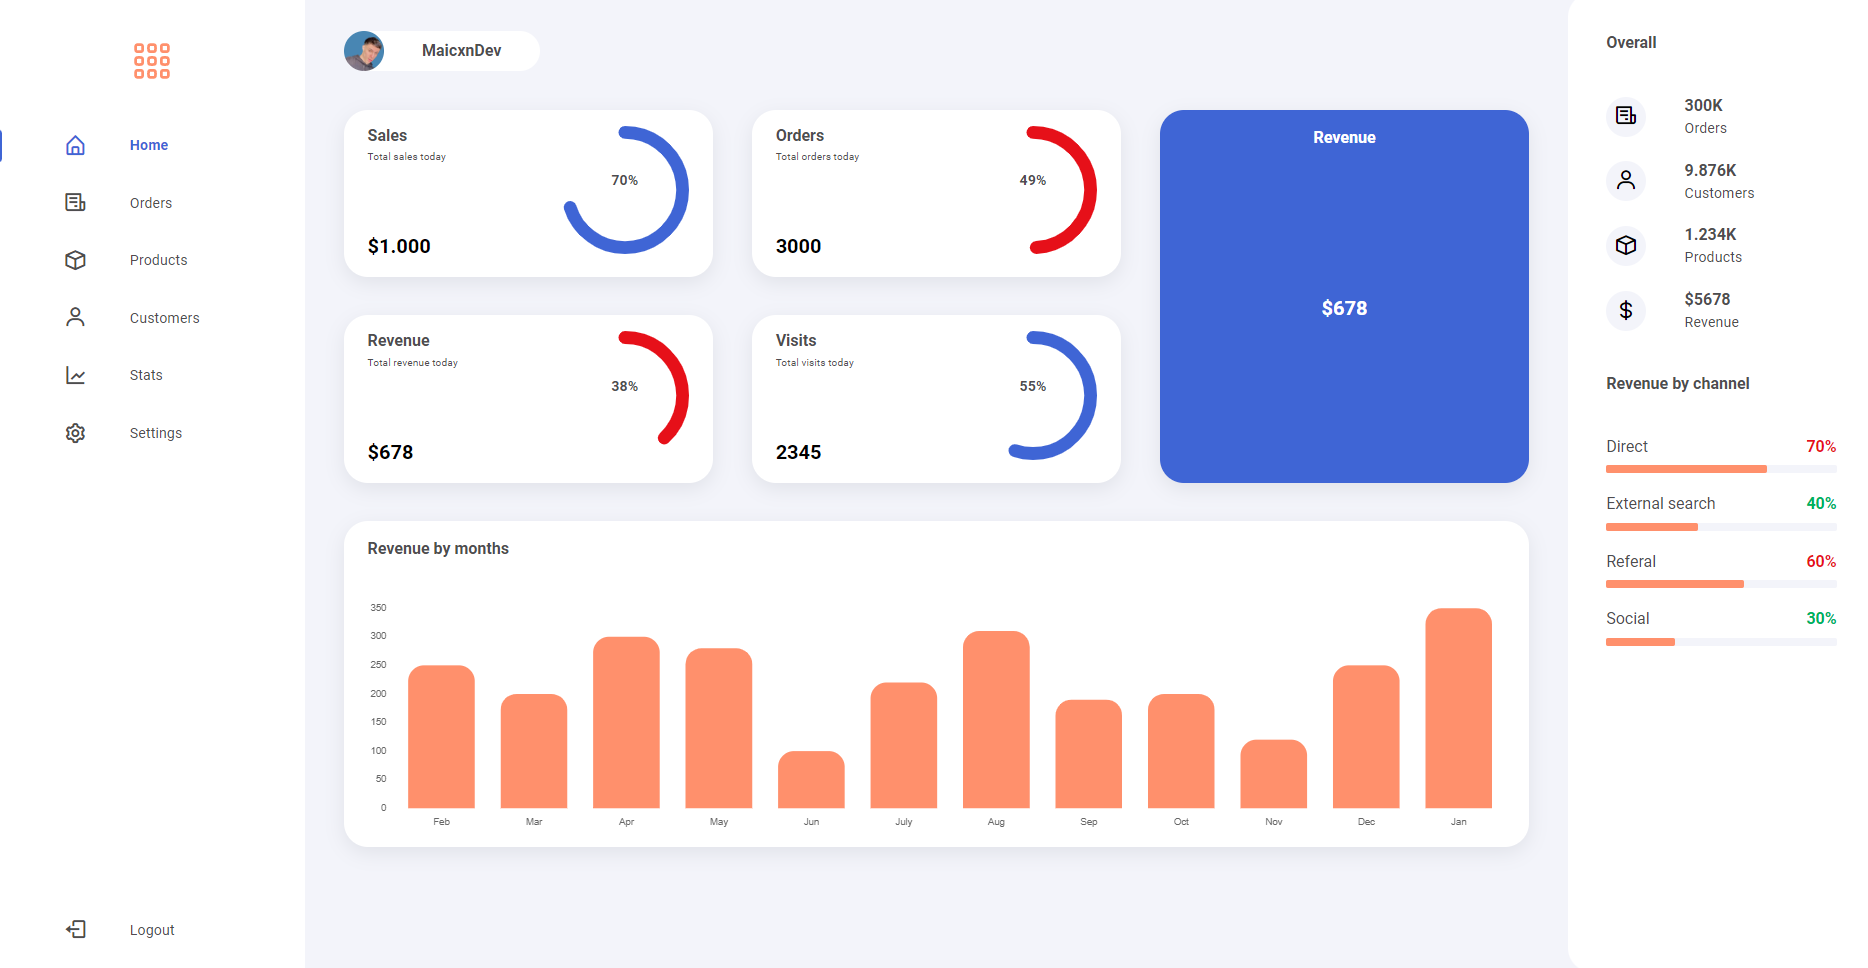 Home
Orders
Products
Customers
Stats
Settings
Logout
MaicxnDev
Sales
Total sales today
70%
$1.000
Orders
Total orders today
49%
3000
Revenue
Total revenue today
38%
$678
Visits
Total visits today
55%
2345
Revenue
$678
Revenue by months
350
300
250
200
150
100
50
0
Feb Mar Apr May Jun July Aug Sep Oct Nov Dec Jan
Overall
300K
Orders
9.876K
Customers
1.234K
Products
$5678
Revenue
Revenue by channel
Direct 70%
External search 40%
Referal 60%
Social 30%